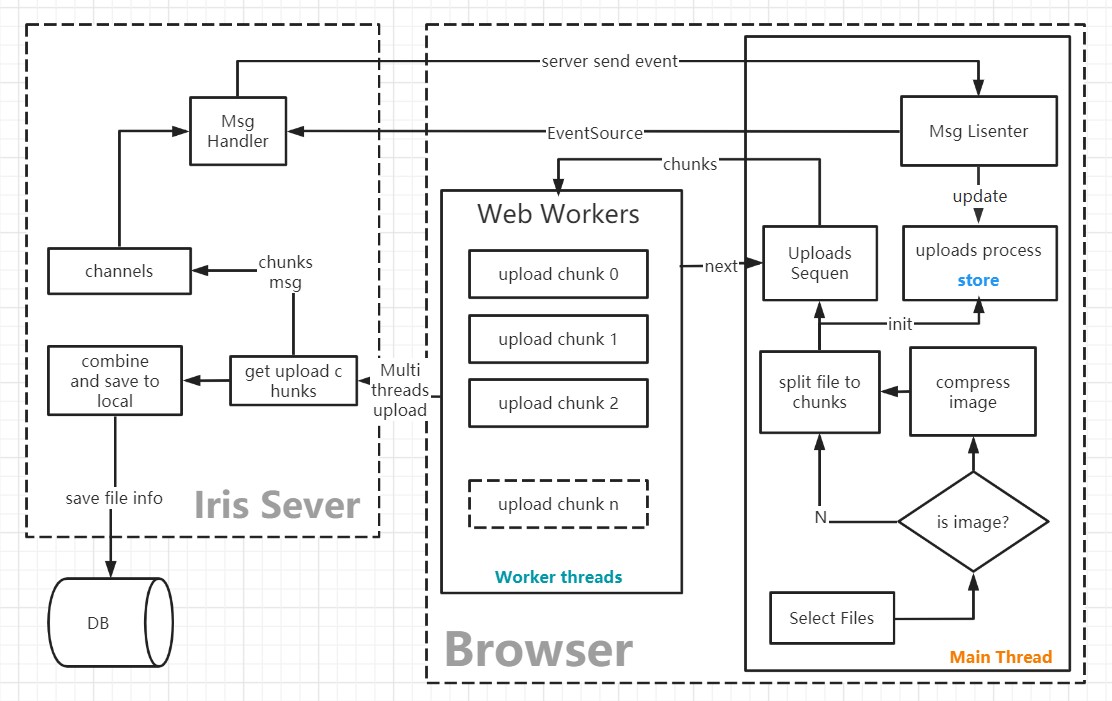 server send event
Msg
Handler
EventSource
Msg Lisenter
chunks
update
Web Workers
channels
chunks
msg
upload chunk 0
next
Uploads
Sequen
uploads process
store
upload chunk 1
init
combine
and save to
local
get upload c
hunks
Multi
threads
upload
upload chunk 2
split file to
chunks
compress
image
save file info
Iris Sever
upload chunk n
N
is image?
Worker threads
DB
Select Files
Browser
Main Thread